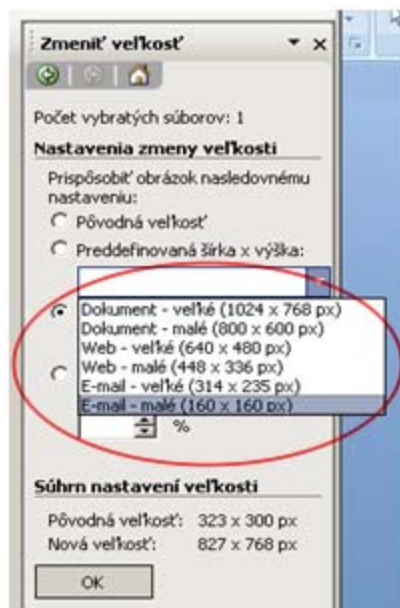 Zmeniť veľkosť
Počet vybratých súborov: 1
Nastavenia zmeny veľkosti
Prispôsobiť obrázok nasledovnému
nastaveniu:
Pôvodná veľkosť
Preddefinovaná šírka x výška:
Dokument - veľké (1024 x 768 px)
Dokument - malé (800 x 600 px)
Web - veľké (640 x 480 px)
Web - malé (448 x 336 px)
E-mail - veľké (314 x 235 px)
E-mail - malé (160 x 160 px)
%
Súhrn nastavení veľkosti
Pôvodná veľkosť: 323 x 300 px
Nová veľkosť: 827 x 768 px
OK